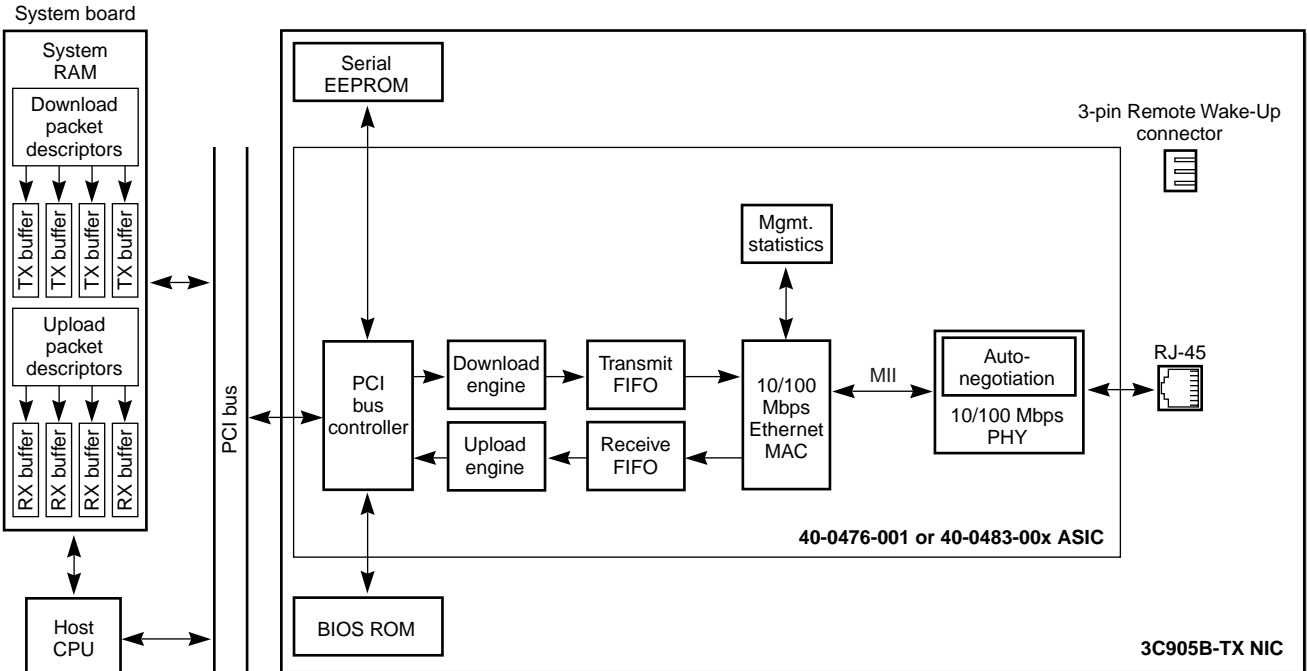 System board
System
RAM
Download
packet
descriptors
TX buffer
TX buffer
TX buffer
TX buffer
Upload
packet
descriptors
RX buffer
RX buffer
RX buffer
RX buffer
Host
CPU
PCI bus
Serial
EEPROM
3-pin Remote Wake-Up
connector
Mgmt.
statistics
PCI
bus
controller
Download
engine
Transmit
FIFO
Upload
engine
Receive
FIFO
10/100
Mbps
Ethernet
MAC
MII
Auto-
negotiation
10/100 Mbps
PHY
RJ-45
40-0476-001 or 40-0483-00x ASIC
BIOS ROM
3C905B-TX NIC